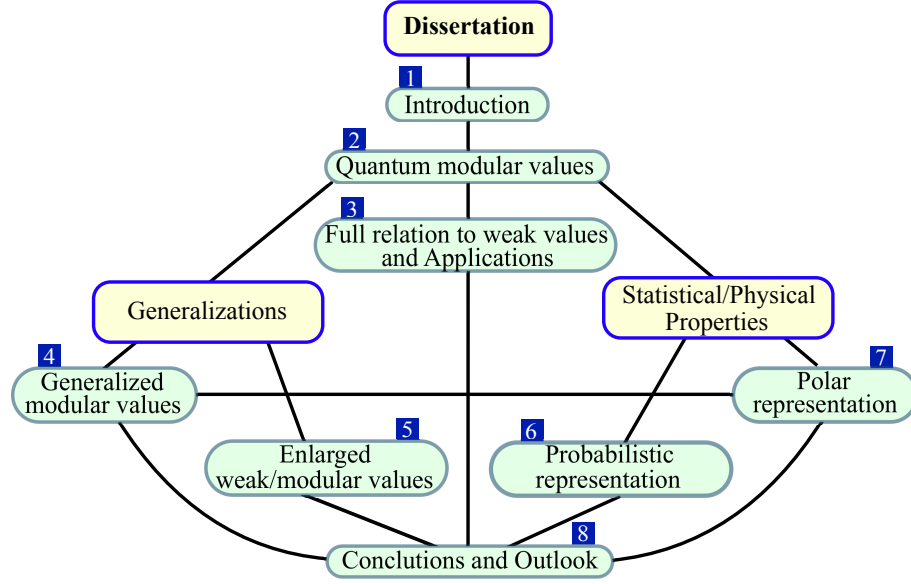 Dissertation
1
Introduction
2
Quantum modular values
3
Full relation to weak values
and Applications
Generalizations
Statistical/Physical
Properties
4
Generalized
modular values
7
Polar
representation
5
Enlarged
weak/modular values
6
Probabilistic
representation
8
Conclutions and Outlook